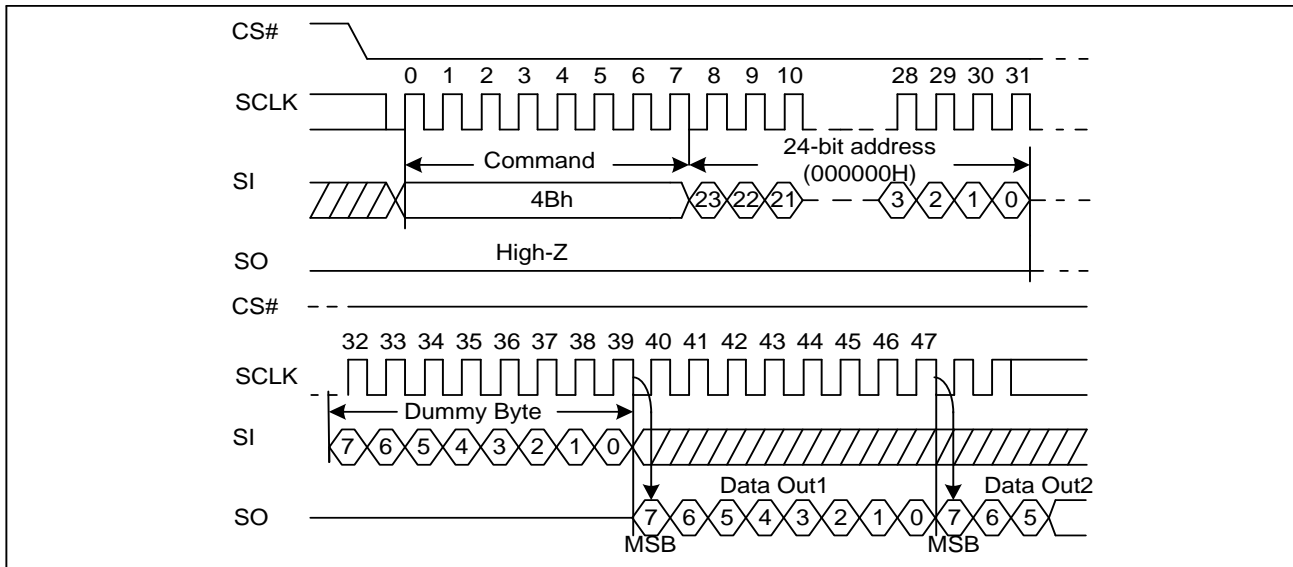 CS#
0 1 2 3 4 5 6 7 8 9 10 28 29 30 31
SCLK
Command
24-bit address
(000000H)
SI
4Bh
23 22 21 3 2 1 0
High-Z
SO
CS#
32 33 34 35 36 37 38 39 40 41 42 43 44 45 46 47
SCLK
Dummy Byte
SI
7 6 5 4 3 2 1 0
Data Out1 Data Out2
SO
7 6 5 4 3 2 1 0 7 6 5
MSB MSB